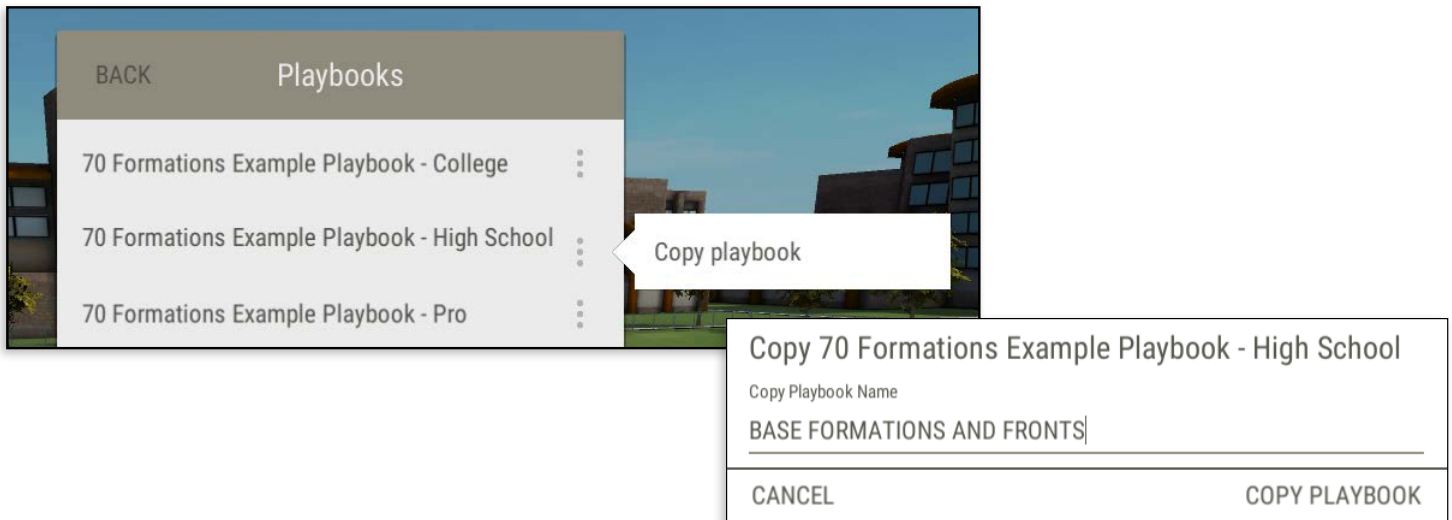 BACK Playbooks
70 Formations Example Playbook - College
70 Formations Example Playbook - High School
Copy playbook
70 Formations Example Playbook - Pro
Copy 70 Formations Example Playbook - High School
Copy Playbook Name
BASE FORMATIONS AND FRONTS
CANCEL COPY PLAYBOOK